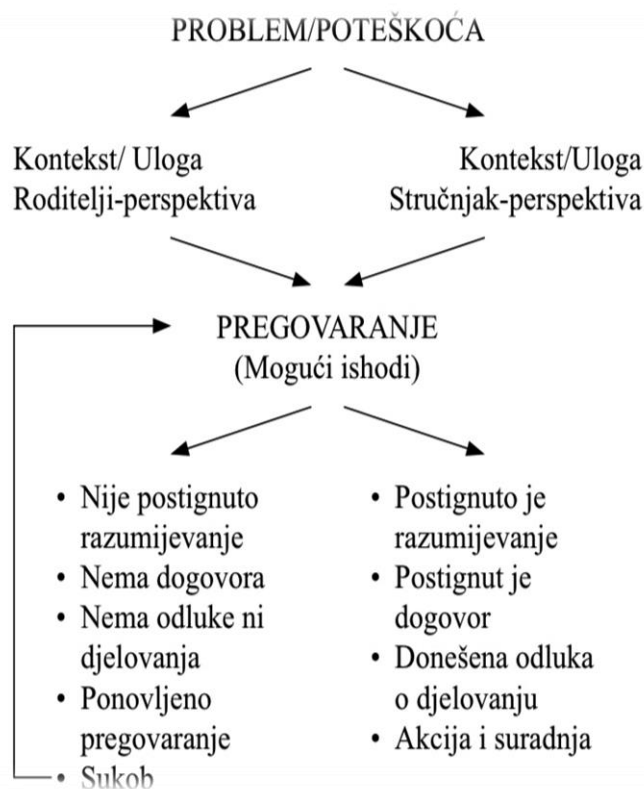 PROBLEM/POTEŠKOĆA
Kontekst/ Uloga
Roditelji-perspektiva
Kontekst/Uloga
Stručnjak-perspektiva
PREGOVARANJE
(Mogući ishodi)
• Nije postignuto
razumijevanje
• Nema dogovora
• Nema odluke ni
djelovanja
• Ponovljeno
pregovaranje
• Sukob
• Postignuto je
razumijevanje
• Postignut je
dogovor
• Donešena odluka
o djelovanju
• Akcija i suradnja